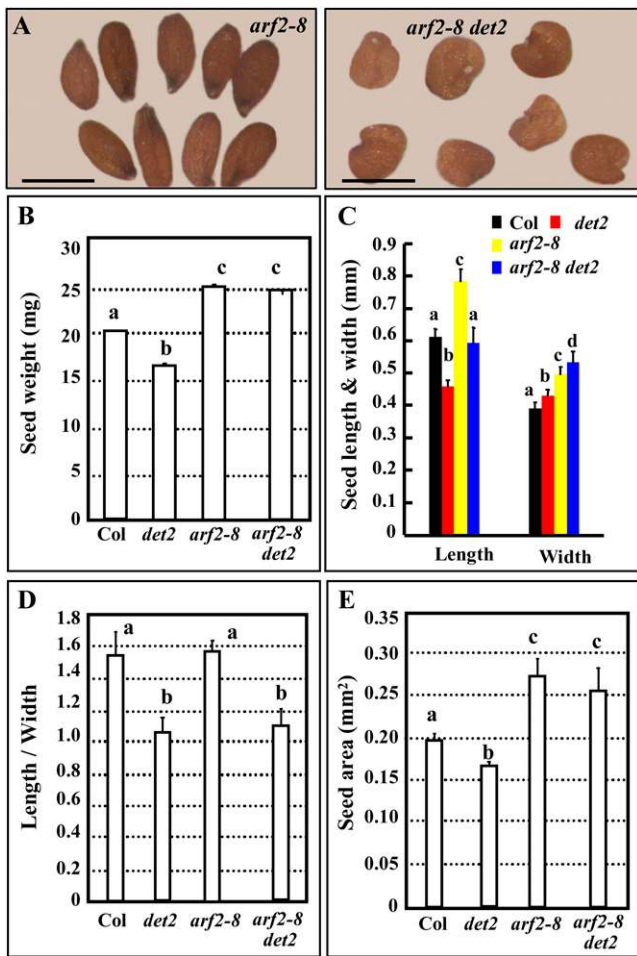 A
arf2-8
arf2-8 det2
B
Seed weight (mg)
30
25
20
15
10
5
0
a
b
c
c
Col
det2
arf2-8
arf2-8
det2
C
Col
det2
arf2-8
arf2-8 det2
Seed length & width (mm)
0.9
0.8
0.7
0.6
0.5
0.4
0.3
0.2
0.1
0
a
b
c
a
a
b
c
d
Length
Width
D
Length / Width
1.8
1.6
1.4
1.2
1.0
0.8
0.6
0.4
0.2
0
a
b
a
b
Col
det2
arf2-8
arf2-8
det2
E
Seed area (mm²)
0.35
0.30
0.25
0.20
0.15
0.10
0.05
0.00
a
b
c
c
Col
det2
arf2-8
arf2-8
det2